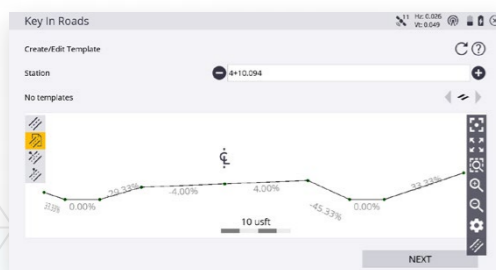 Key In Roads
11 Hz: 0.026
Vt: 0.049
Create/Edit Template
Station
4+10.094
No templates
℄
29.33% -4.00% 4.00% 33.33%
0.00% -45.33% 0.00%
10 usft
NEXT